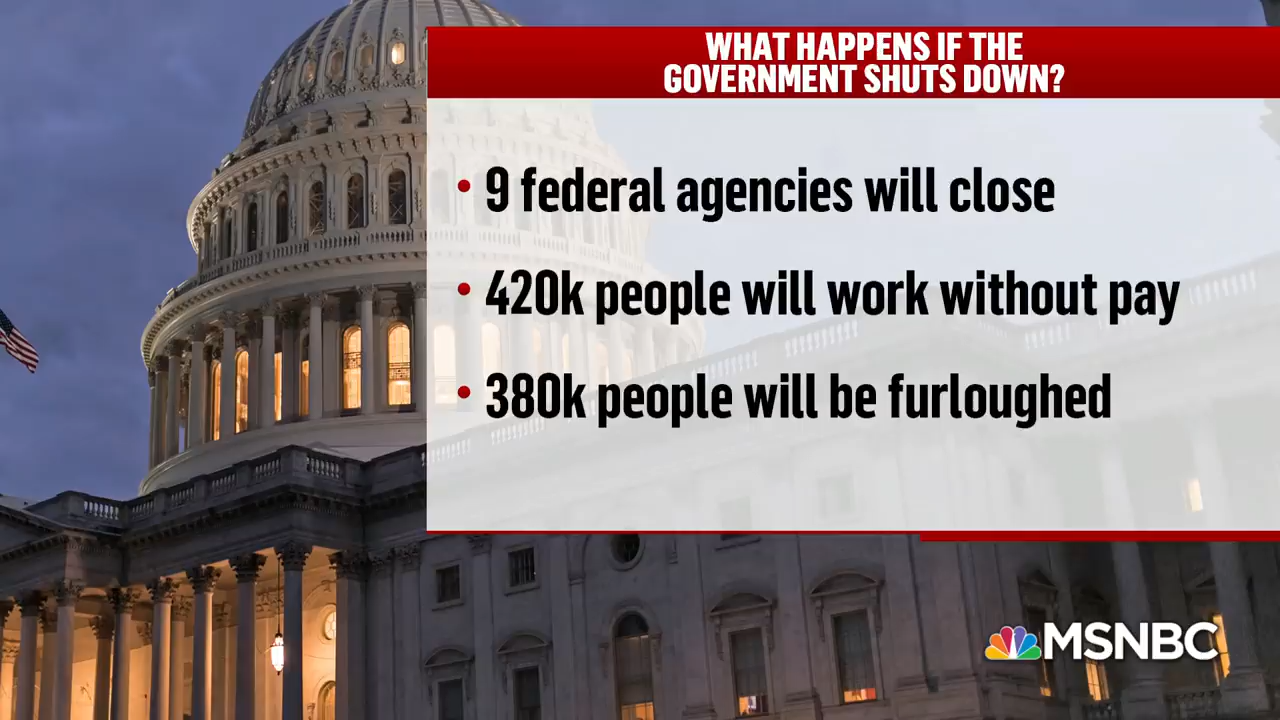 WHAT HAPPENS IF THE
GOVERNMENT SHUTS DOWN?
• 9 federal agencies will close
• 420k people will work without pay
• 380k people will be furloughed
MSNBC